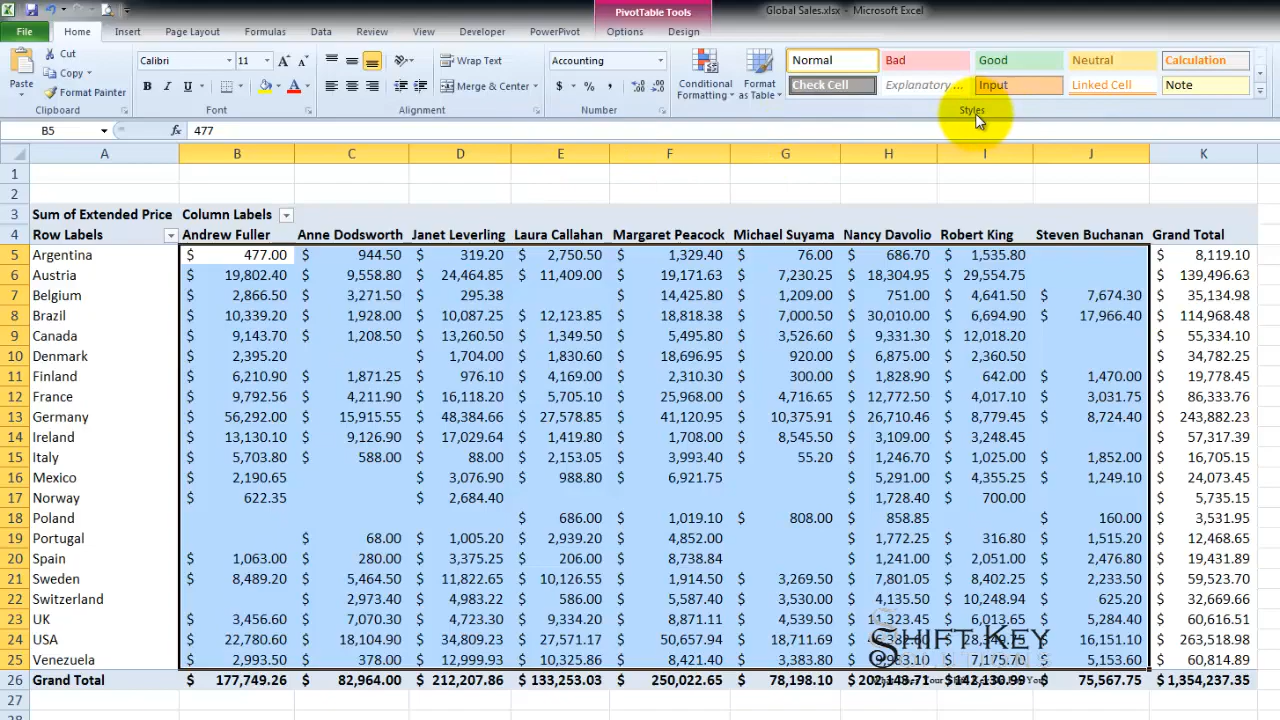 PivotTable Tools
Global Sales.xlsx - Microsoft Excel
File Home Insert Page Layout Formulas Data Review View Developer PowerPivot Options Design
Paste Cut Copy Format Painter Clipboard
Calibri 11 B I U Font
Wrap Text Merge & Center Alignment
Accounting $ % , Number
Conditional Formatting Format as Table Normal Bad Good Neutral Calculation
Check Cell Explanatory ... Input Linked Cell Note
Styles
B5 fx 477
A B C D E F G H I J K
1
2
3 Sum of Extended Price Column Labels
4 Row Labels Andrew Fuller Anne Dodsworth Janet Leverling Laura Callahan Margaret Peacock Michael Suyama Nancy Davolio Robert King Steven Buchanan Grand Total
5 Argentina $ 477.00 $ 944.50 $ 319.20 $ 2,750.50 $ 1,329.40 $ 76.00 $ 686.70 $ 1,535.80 $ 8,119.10
6 Austria $ 19,802.40 $ 9,558.80 $ 24,464.85 $ 11,409.00 $ 19,171.63 $ 7,230.25 $ 18,304.95 $ 29,554.75 $ 139,496.63
7 Belgium $ 2,866.50 $ 3,271.50 $ 295.38 $ 14,425.80 $ 1,209.00 $ 751.00 $ 4,641.50 $ 7,674.30 $ 35,134.98
8 Brazil $ 10,339.20 $ 1,928.00 $ 10,087.25 $ 12,123.85 $ 18,818.38 $ 7,000.50 $ 30,010.00 $ 6,694.90 $ 17,966.40 $ 114,968.48
9 Canada $ 9,143.70 $ 1,208.50 $ 13,260.50 $ 1,349.50 $ 5,495.80 $ 3,526.60 $ 9,331.30 $ 12,018.20 $ 55,334.10
10 Denmark $ 2,395.20 $ 1,704.00 $ 1,830.60 $ 18,696.95 $ 920.00 $ 6,875.00 $ 2,360.50 $ 34,782.25
11 Finland $ 6,210.90 $ 1,871.25 $ 976.10 $ 4,169.00 $ 2,310.30 $ 300.00 $ 1,828.90 $ 642.00 $ 1,470.00 $ 19,778.45
12 France $ 9,792.56 $ 4,211.90 $ 16,118.20 $ 5,705.10 $ 25,968.00 $ 4,716.65 $ 12,772.50 $ 4,017.10 $ 3,031.75 $ 86,333.76
13 Germany $ 56,292.00 $ 15,915.55 $ 48,384.66 $ 27,578.85 $ 41,120.95 $ 10,375.91 $ 26,710.46 $ 8,779.45 $ 8,724.40 $ 243,882.23
14 Ireland $ 13,130.10 $ 9,126.90 $ 17,029.64 $ 1,419.80 $ 1,708.00 $ 8,545.50 $ 3,109.00 $ 3,248.45 $ 57,317.39
15 Italy $ 5,703.80 $ 588.00 $ 88.00 $ 2,153.05 $ 3,993.40 $ 55.20 $ 1,246.70 $ 1,025.00 $ 1,852.00 $ 16,705.15
16 Mexico $ 2,190.65 $ 3,076.90 $ 988.80 $ 6,921.75 $ 5,291.00 $ 4,355.25 $ 1,249.10 $ 24,073.45
17 Norway $ 622.35 $ 2,684.40 $ 1,728.40 $ 700.00 $ 5,735.15
18 Poland $ 686.00 $ 1,019.10 $ 808.00 $ 858.85 $ 160.00 $ 3,531.95
19 Portugal $ 68.00 $ 1,005.20 $ 2,939.20 $ 4,852.00 $ 1,772.25 $ 316.80 $ 1,515.20 $ 12,468.65
20 Spain $ 1,063.00 $ 280.00 $ 3,375.25 $ 206.00 $ 8,738.84 $ 1,241.00 $ 2,051.00 $ 2,476.80 $ 19,431.89
21 Sweden $ 8,489.20 $ 5,464.50 $ 11,822.65 $ 10,126.55 $ 1,914.50 $ 3,269.50 $ 7,801.05 $ 8,402.25 $ 2,233.50 $ 59,523.70
22 Switzerland $ 2,973.40 $ 4,983.22 $ 586.00 $ 5,587.40 $ 3,530.00 $ 4,135.50 $ 10,248.94 $ 625.20 $ 32,669.66
23 UK $ 3,456.60 $ 7,070.30 $ 4,723.30 $ 9,334.20 $ 8,871.11 $ 4,539.50 $ 11,323.45 $ 6,013.65 $ 5,284.40 $ 60,616.51
24 USA $ 22,780.60 $ 18,104.90 $ 34,809.23 $ 27,571.17 $ 50,657.94 $ 18,711.69 $ 16,151.10 $ 263,518.98
SHIFT KEY
25 Venezuela $ 2,993.50 $ 378.00 $ 12,999.93 $ 10,325.86 $ 8,421.40 $ 3,383.80 $ 7,175.70 $ 5,153.60 $ 60,814.89
26 Grand Total $ 177,749.26 $ 82,964.00 $ 212,207.86 $ 133,253.03 $ 250,022.65 $ 78,198.10 $ 75,567.75 $ 1,354,237.35
27
28